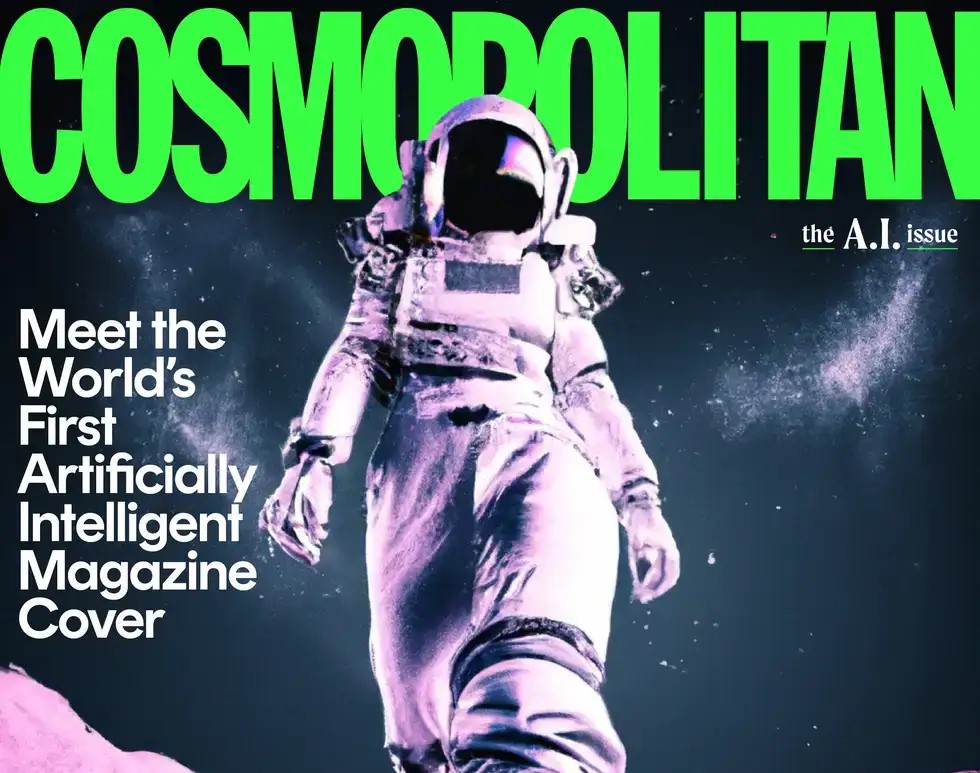 COSMOPOLITAN
the A.I. issue
Meet the
World's
First
Artificially
Intelligent
Magazine
Cover